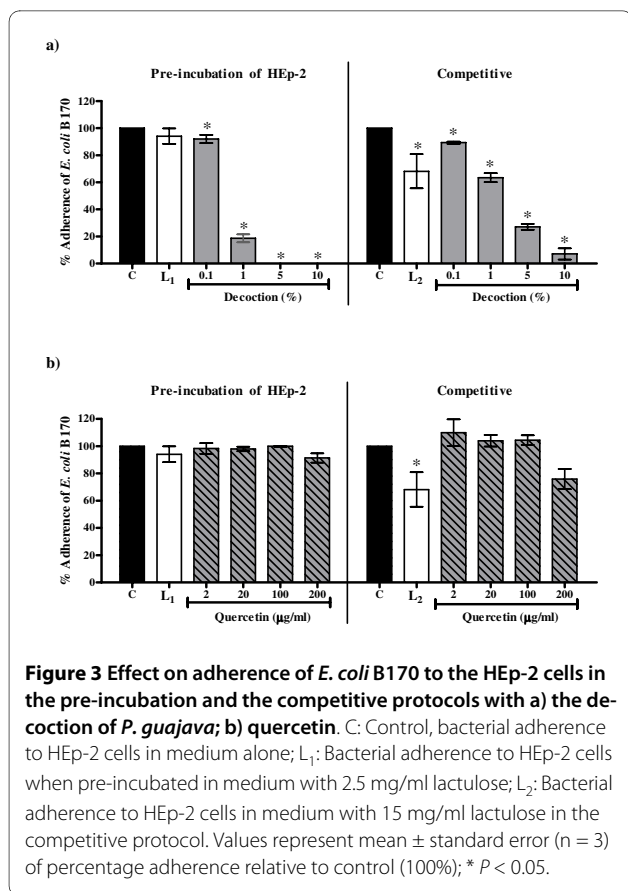 a)
Pre-incubation of HEp-2 Competitive
% Adherence of E. coli B 170
120
100
80
60
40
20
0
* * * * * * * * *
C L1 0.1 1 5 10 C L2 0.1 1 5 10
Decoction (%) Decoction (%)
b)
Pre-incubation of HEp-2 Competitive
% Adherence of E. coli B170
120
100
80
60
40
20
0
*
C L1 2 20 100 200 C L2 2 20 100 200
Quercetin (μg/ml) Quercetin (μg/ml)
Figure 3 Effect on adherence of E. coli B170 to the HEp-2 cells in
the pre-incubation and the competitive protocols with a) the de-
coction of P. guajava; b) quercetin. C: Control, bacterial adherence
to HEp-2 cells in medium alone; L1: Bacterial adherence to HEp-2 cells
when pre-incubated in medium with 2.5 mg/ml lactulose; L2: Bacterial
adherence to HEp-2 cells in medium with 15 mg/ml lactulose in the
competitive protocol. Values represent mean ± standard error (n = 3)
of percentage adherence relative to control (100%); * P < 0.05.